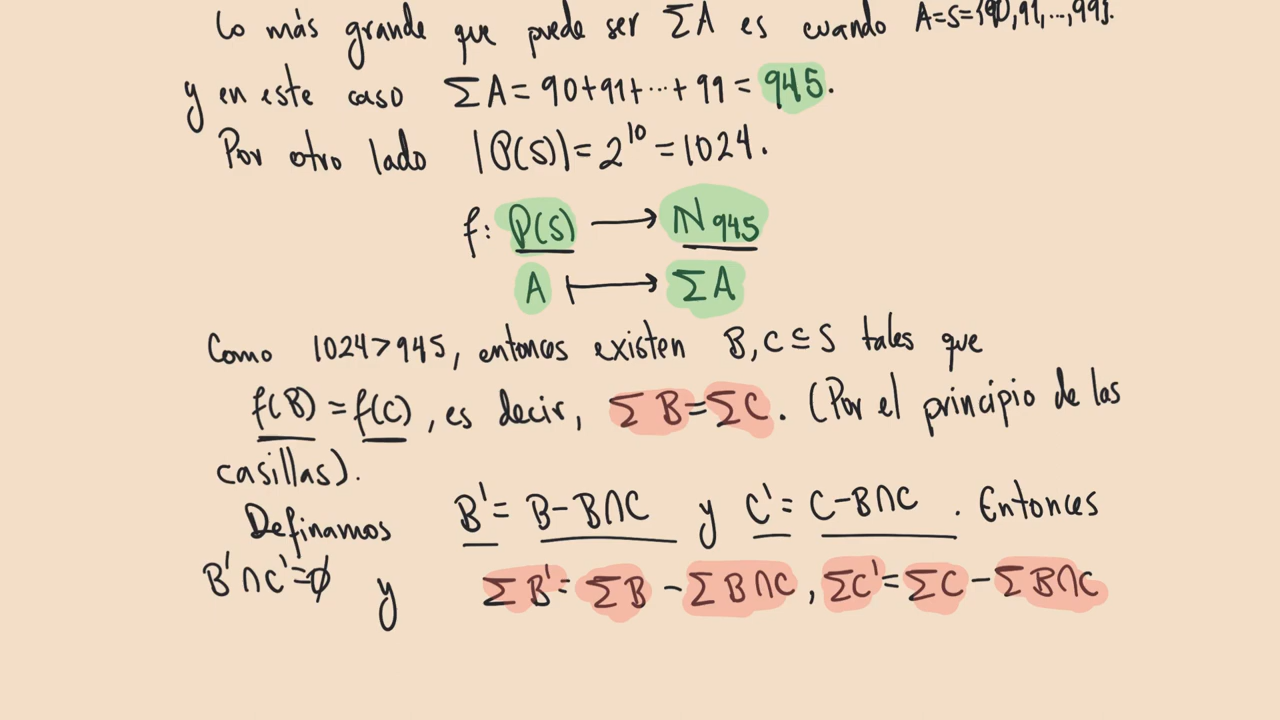 Lo más grande que puede ser ΣA es cuando A=S={90,91,...,99}.
y en este caso ΣA = 90+91+...+99 = 945.
Por otro lado |P(S)| = 2^10 = 1024.
f: P(S) ⟶ ℕ_945
A ⟼ ΣA
Como 1024>945, entonces existen B,C⊆S tales que
f(B) = f(C), es decir, ΣB=ΣC. (Por el principio de las
casillas).
Definamos B'= B-B∩C y C'= C-B∩C. Entonces
B'∩C'=∅ y ΣB'=ΣB-ΣB∩C, ΣC'=ΣC-ΣB∩C